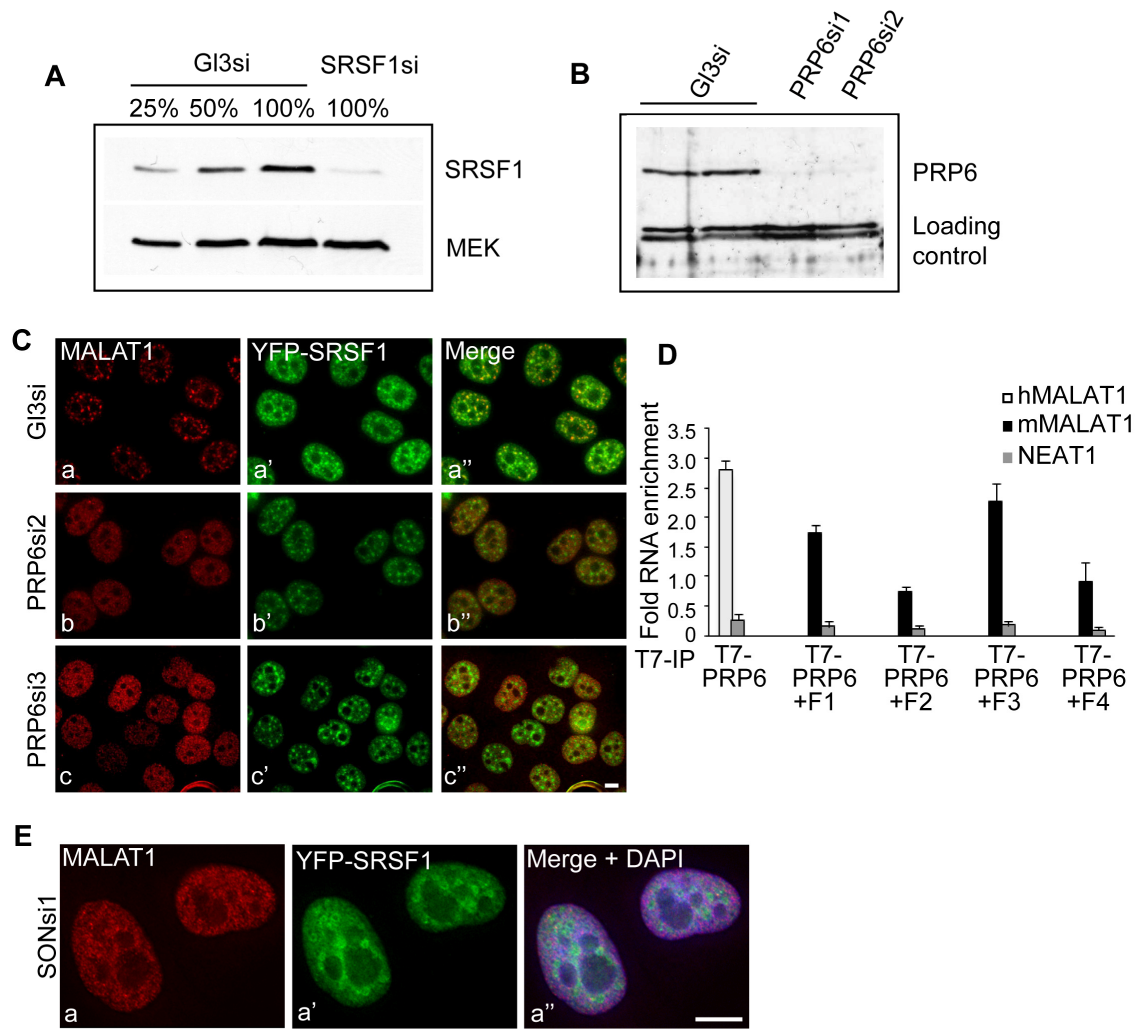 A
Gl3si SRSF1si
25% 50% 100% 100%
SRSF1
MEK
B
Gl3si
PRP6si1
PRP6si2
PRP6
Loading
control
C
MALAT1 YFP-SRSF1 Merge
Gl3si
a a' a''
PRP6si2
b b' b''
PRP6si3
c c' c''
D
hMALAT1
mMALAT1
NEAT1
Fold RNA enrichment
3.5
3.0
2.5
2.0
1.5
1.0
0.5
0
T7-IP
T7-
PRP6
T7-
PRP6
+F1
T7-
PRP6
+F2
T7-
PRP6
+F3
T7-
PRP6
+F4
E
MALAT1 YFP-SRSF1 Merge + DAPI
SONsi1
a a' a''